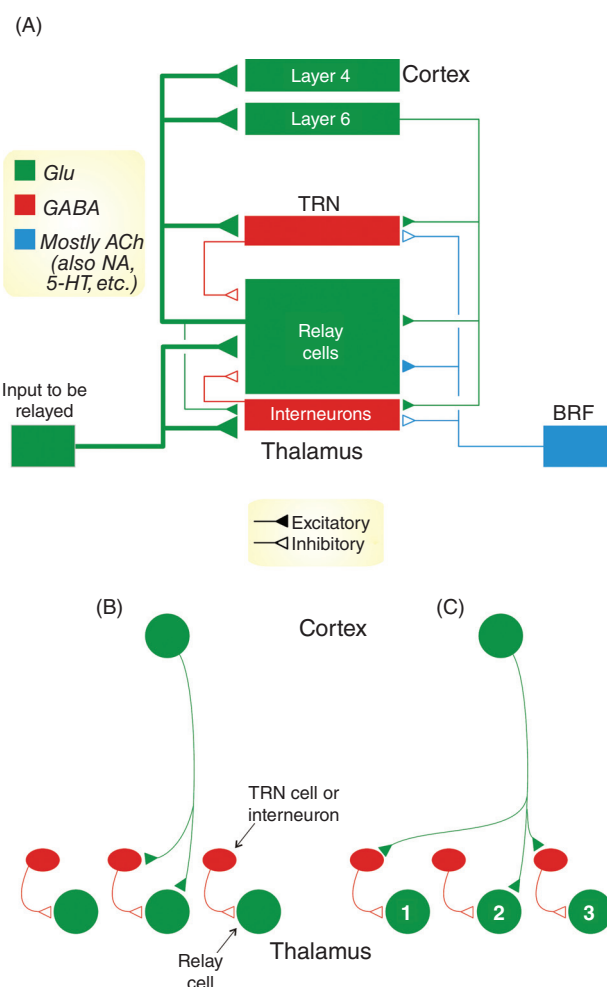 (A)
Layer 4
Cortex
Layer 6
Glu
GABA
Mostly ACh
(also NA,
5-HT, etc.)
TRN
Relay
cells
Input to be
relayed
Interneurons
BRF
Thalamus
Excitatory
Inhibitory
(B)
Cortex
(C)
TRN cell or
interneuron
1
2
3
Thalamus
Relay
cell